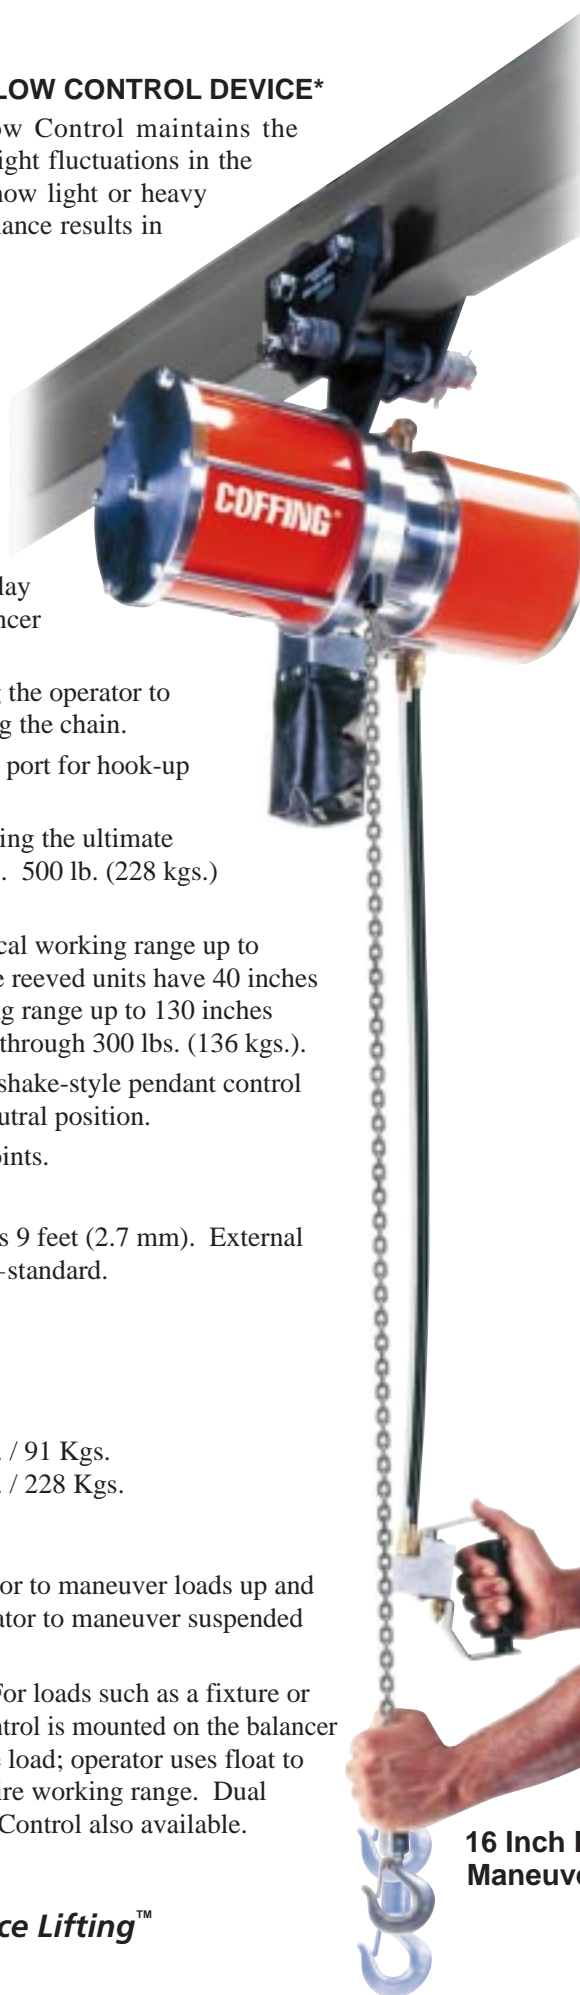 LOW CONTROL DEVICE*
ow Control maintains the
ight fluctuations in the
how light or heavy
lance results in
COFFING®
lay
ncer
g the operator to
g the chain.
port for hook-up
ing the ultimate
. 500 lb. (228 kgs.)
cal working range up to
e reeved units have 40 inches
g range up to 130 inches
through 300 lbs. (136 kgs.).
shake-style pendant control
utral position.
oints.
s 9 feet (2.7 mm). External
–standard.
. / 91 Kgs.
. / 228 Kgs.
or to maneuver loads up and
ator to maneuver suspended
For loads such as a fixture or
ntrol is mounted on the balancer
e load; operator uses float to
ire working range. Dual
Control also available.
16 Inch
Maneuve
ce Lifting™